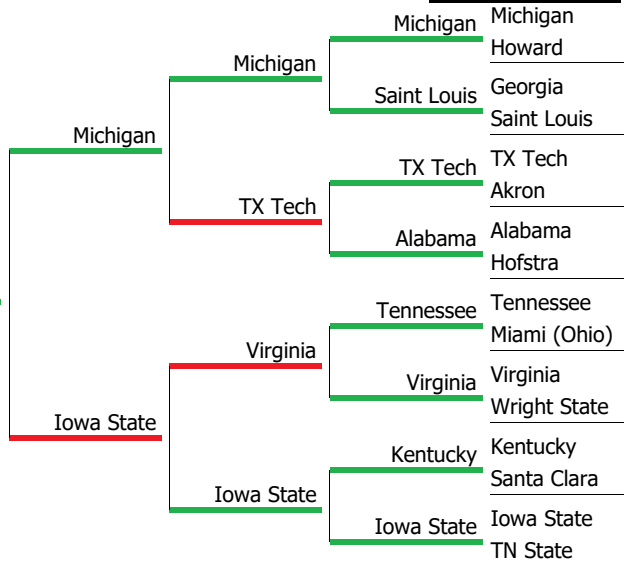 Michigan
Michigan
Howard
Michigan
Saint Louis
Georgia
Saint Louis
Michigan
TX Tech
TX Tech
Akron
TX Tech
Alabama
Alabama
Hofstra
Tennessee
Tennessee
Miami (Ohio)
Virginia
Virginia
Virginia
Wright State
Iowa State
Kentucky
Kentucky
Santa Clara
Iowa State
Iowa State
Iowa State
TN State